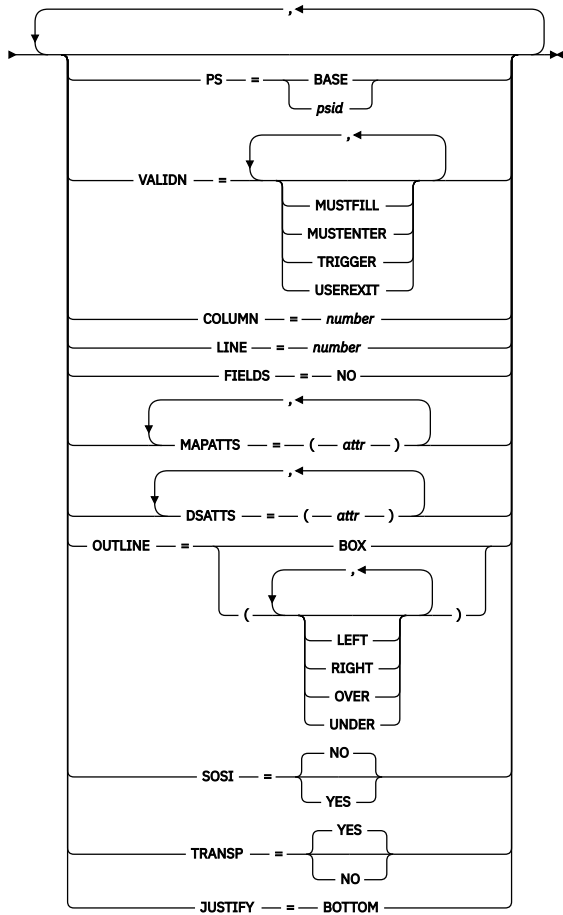 ,
PS = BASE
psid
,
VALIDN =
MUSTFILL
MUSTENTER
TRIGGER
USEREXIT
COLUMN = number
LINE = number
FIELDS = NO
,
MAPATTS = ( attr )
,
DSATTS = ( attr )
OUTLINE = BOX
,
( )
LEFT
RIGHT
OVER
UNDER
NO
SOSI =
YES
YES
TRANSP =
NO
JUSTIFY = BOTTOM